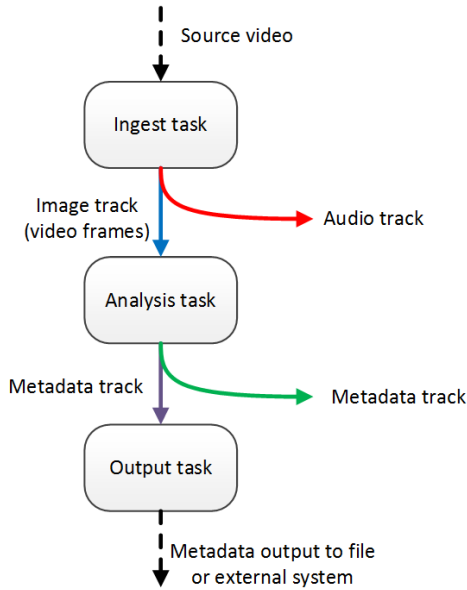 Source video
Ingest task
Image track
(video frames)
Audio track
Analysis task
Metadata track
Metadata track
Output task
Metadata output to file
or external system